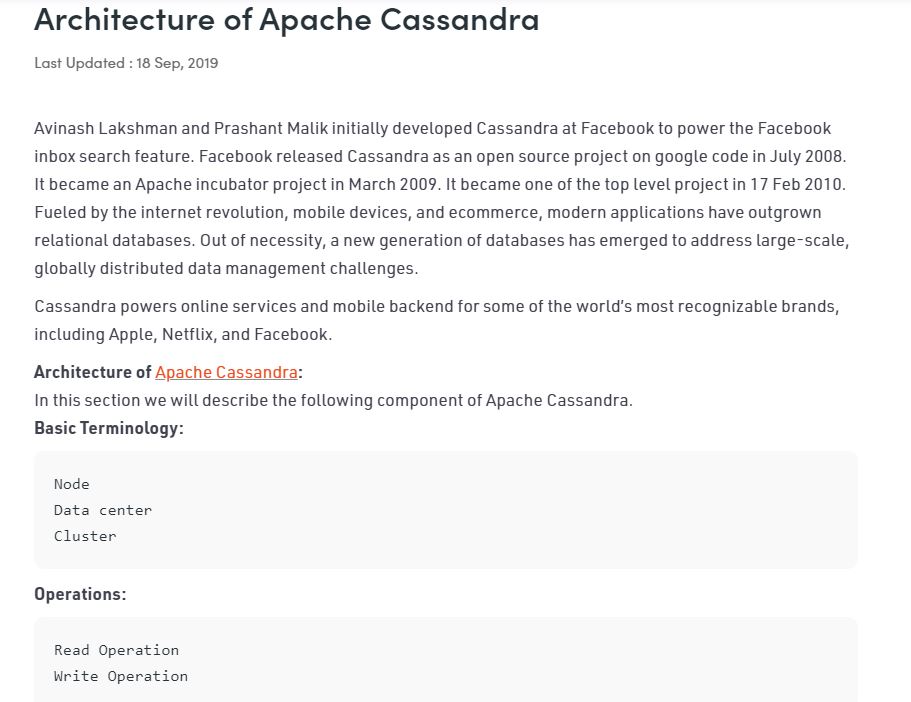 Architecture of Apache Cassandra
Last Updated : 18 Sep, 2019
Avinash Lakshman and Prashant Malik initially developed Cassandra at Facebook to power the Facebook
inbox search feature. Facebook released Cassandra as an open source project on google code in July 2008.
It became an Apache incubator project in March 2009. It became one of the top level project in 17 Feb 2010.
Fueled by the internet revolution, mobile devices, and ecommerce, modern applications have outgrown
relational databases. Out of necessity, a new generation of databases has emerged to address large-scale,
globally distributed data management challenges.
Cassandra powers online services and mobile backend for some of the world’s most recognizable brands,
including Apple, Netflix, and Facebook.
Architecture of Apache Cassandra:
In this section we will describe the following component of Apache Cassandra.
Basic Terminology:
Node
Data center
Cluster
Operations:
Read Operation
Write Operation